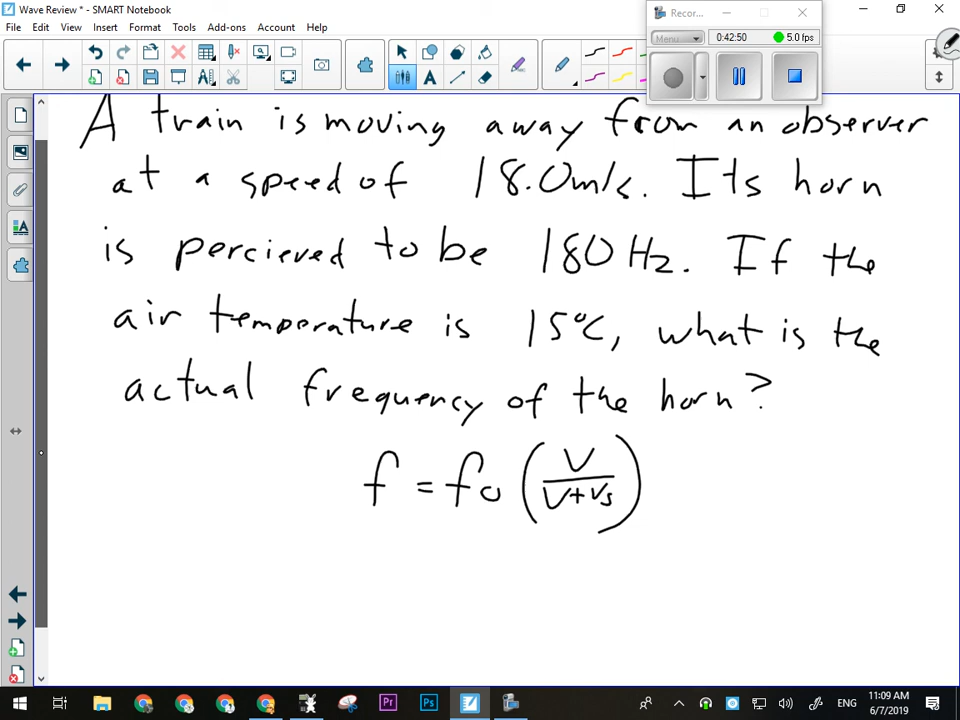 Wave Review * - SMART Notebook
Recor...
File Edit View Insert Format Tools Add-ons Account Help
Menu 0:42:50 5.0 fps
A train is moving away from an observer
at a speed of 18.0m/s. Its horn
is percieved to be 180 Hz. If the
air temperature is 15°C, what is the
actual frequency of the horn?
f = fo (V/V+Vs)
ENG
11:09 AM
6/7/2019